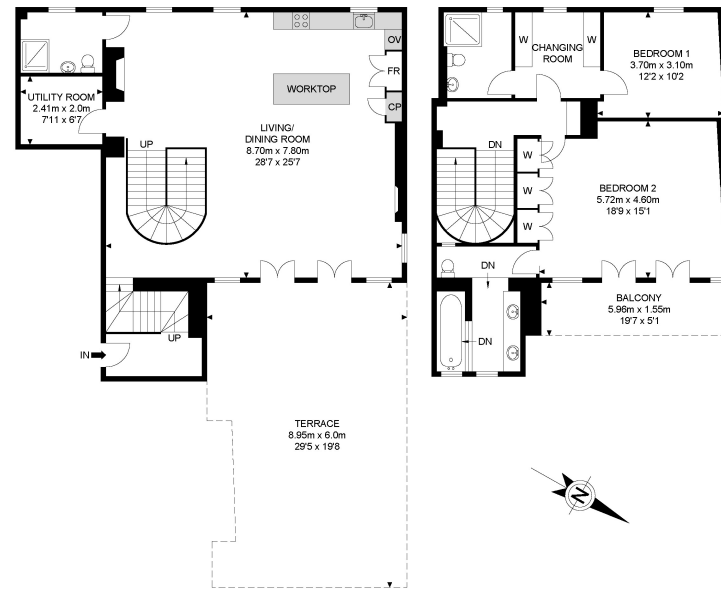 OV
FR
CP
WORKTOP
UTILITY ROOM
2.41m x 2.0m
7'11 x 6'7
LIVING/
DINING ROOM
8.70m x 7.80m
28'7 x 25'7
UP
UP
IN
TERRACE
8.95m x 6.0m
29'5 x 19'8
W
CHANGING
ROOM
W
BEDROOM 1
3.70m x 3.10m
12'2 x 10'2
DN
W
W
W
BEDROOM 2
5.72m x 4.60m
18'9 x 15'1
DN
DN
BALCONY
5.96m x 1.55m
19'7 x 5'1
N